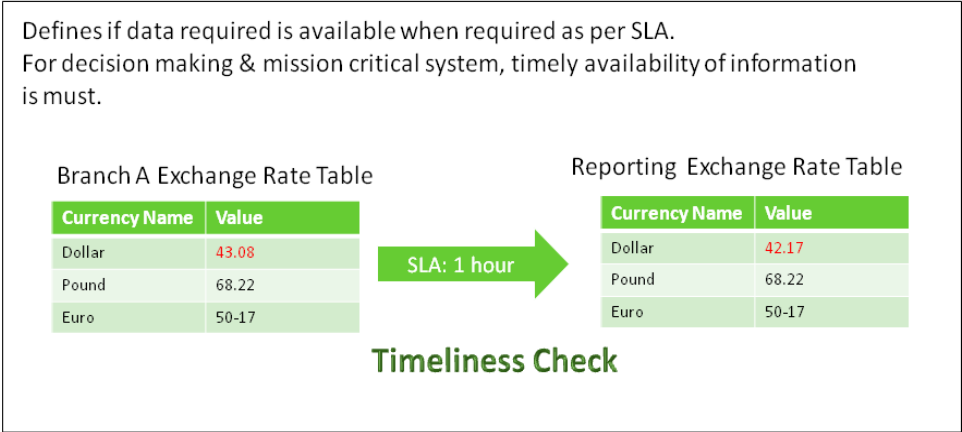 Defines if data required is available when required as per SLA.
For decision making & mission critical system, timely availability of information
is must.
Branch A Exchange Rate Table
Currency Name Value
Dollar 43.08
Pound 68.22
Euro 50-17
SLA: 1 hour
Reporting Exchange Rate Table
Currency Name Value
Dollar 42.17
Pound 68.22
Euro 50-17
Timeliness Check